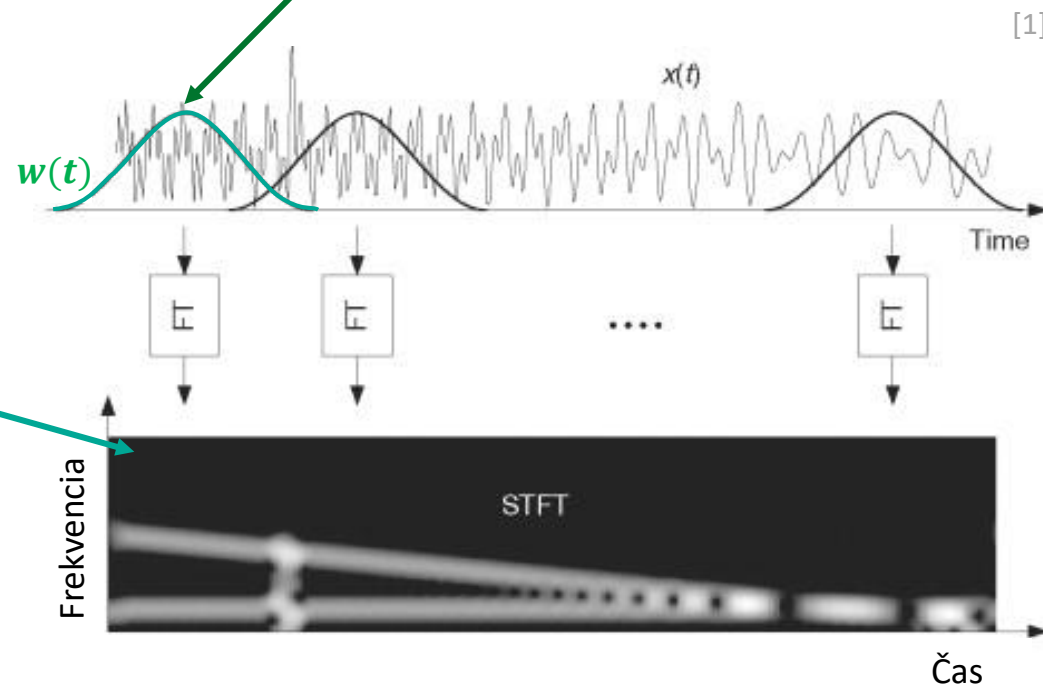 [1]
x(t)
w(t)
Time
FT
FT
FT
STFT
Frekvencia
Čas